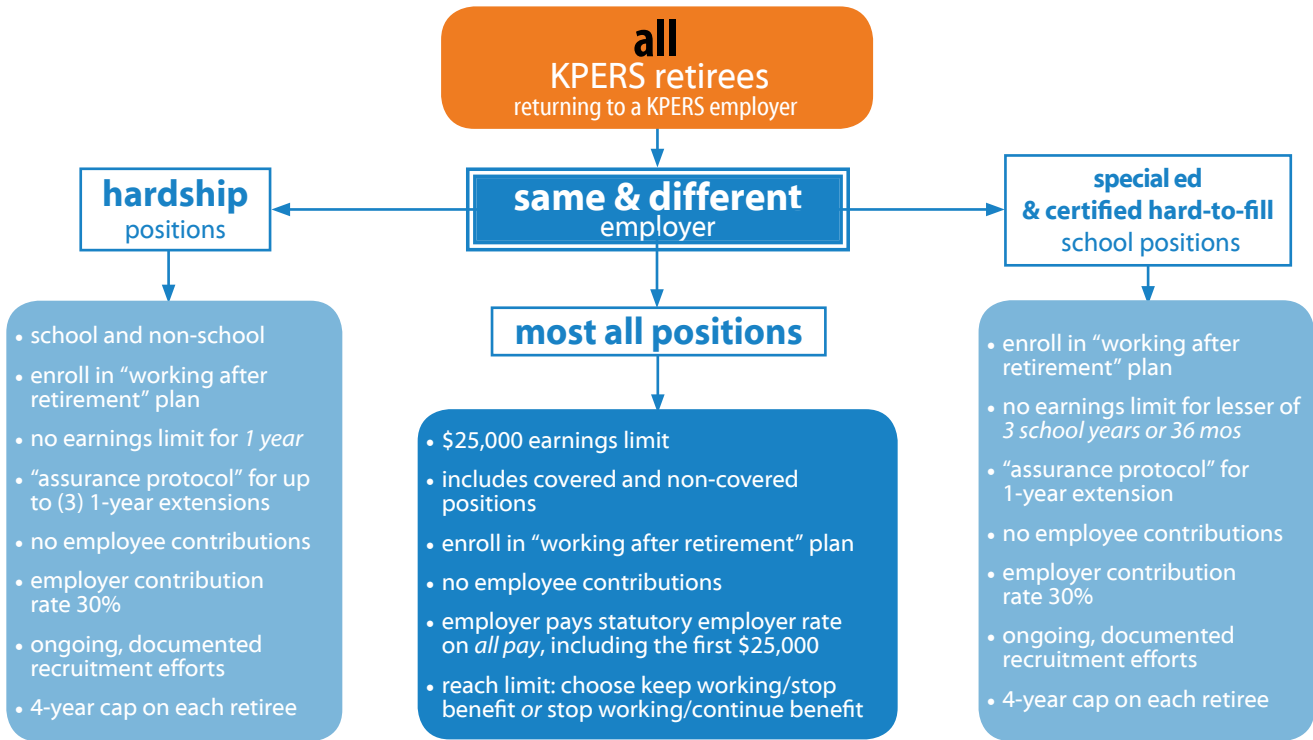 all
KPERS retirees
returning to a KPERS employer
hardship
positions
same & different
employer
special ed
& certified hard-to-fill
school positions
• school and non-school
• enroll in “working after
retirement” plan
• no earnings limit for 1 year
• “assurance protocol” for up
to (3) 1-year extensions
• no employee contributions
• employer contribution
rate 30%
• ongoing, documented
recruitment efforts
• 4-year cap on each retiree
most all positions
• $25,000 earnings limit
• includes covered and non-covered
positions
• enroll in “working after retirement” plan
• no employee contributions
• employer pays statutory employer rate
on all pay, including the first $25,000
• reach limit: choose keep working/stop
benefit or stop working/continue benefit
• enroll in “working after
retirement” plan
• no earnings limit for lesser of
3 school years or 36 mos
• “assurance protocol” for
1-year extension
• no employee contributions
• employer contribution
rate 30%
• ongoing, documented
recruitment efforts
• 4-year cap on each retiree